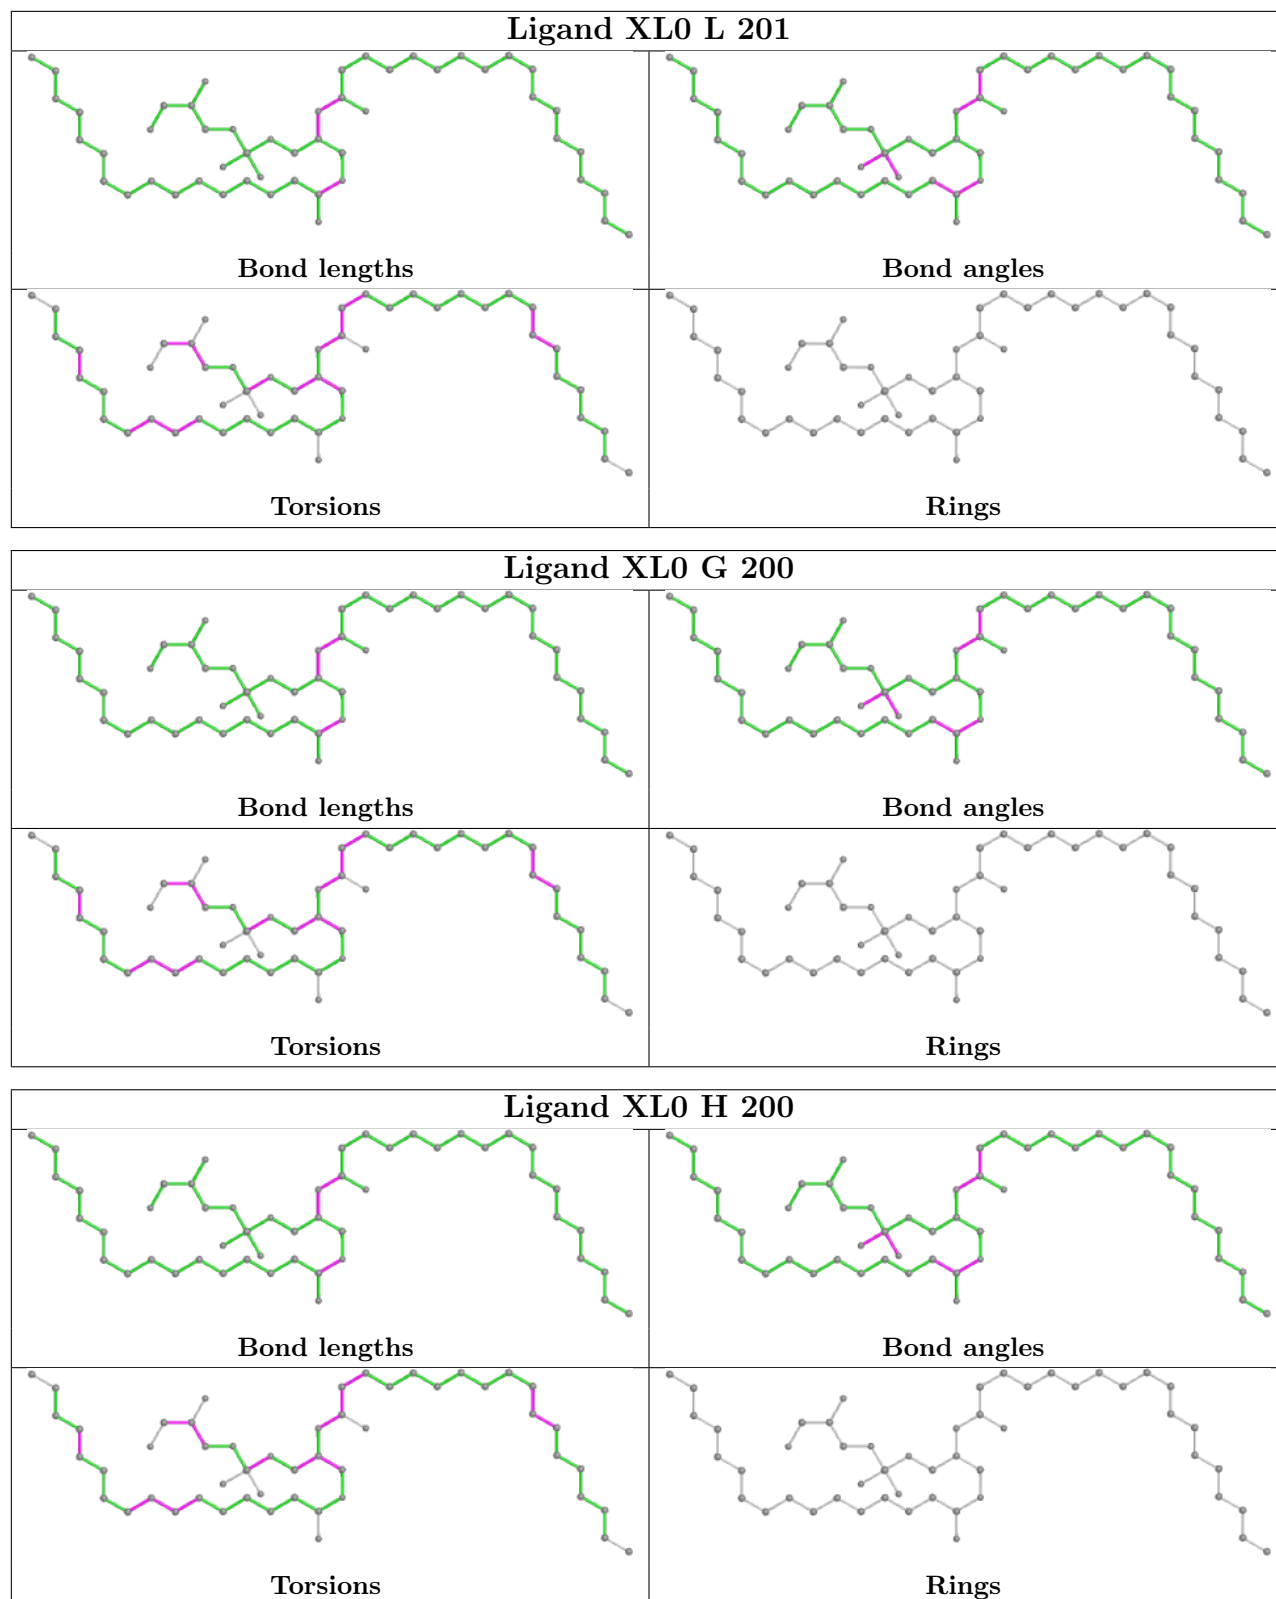 Ligand XL0 L 201
Bond lengths
Bond angles
Torsions
Rings
Ligand XL0 G 200
Bond lengths
Bond angles
Torsions
Rings
Ligand XL0 H 200
Bond lengths
Bond angles
Torsions
Rings